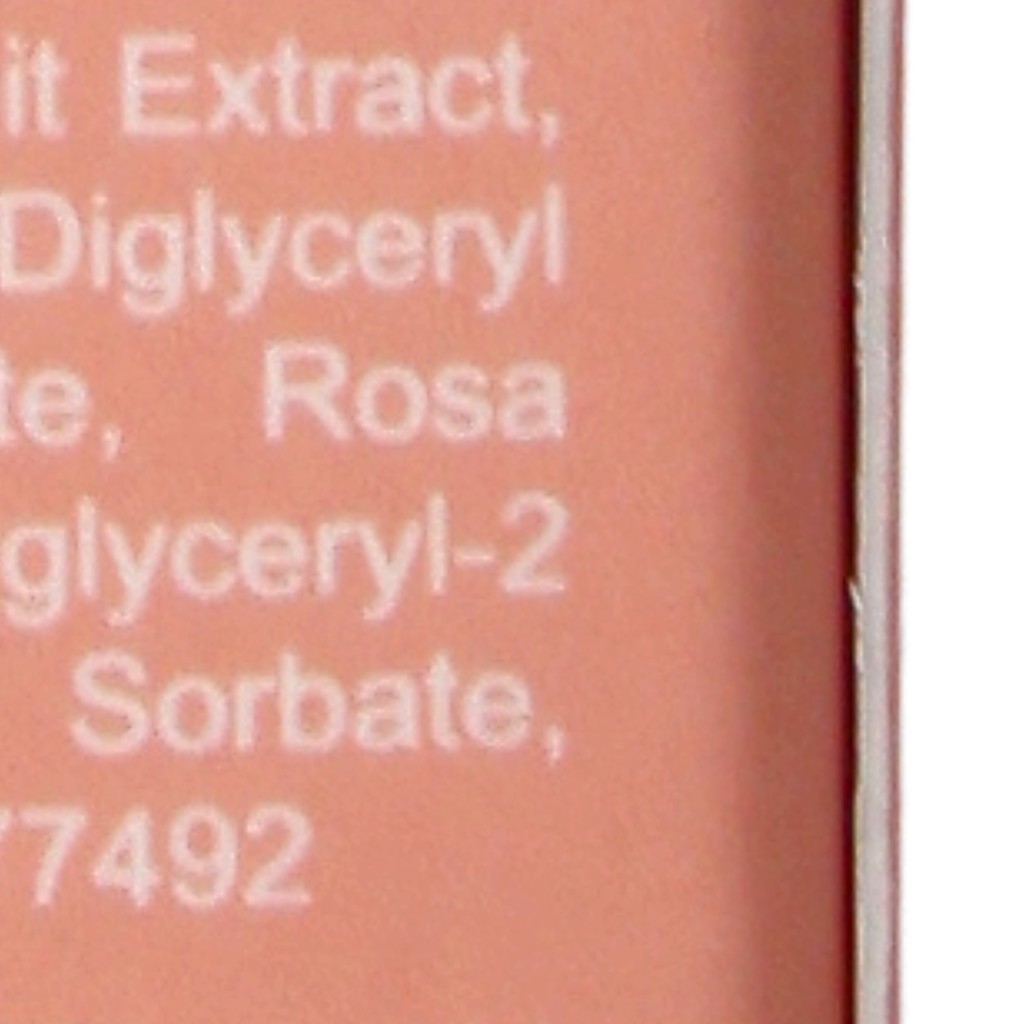 it Extract,
Diglyceryl
te, Rosa
glyceryl-2
Sorbate,
77492